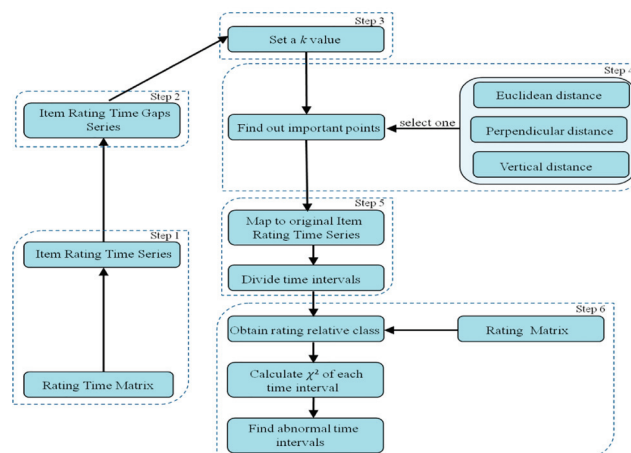 Step 3
Set a k value
Step 4
Euclidean distance
Perpendicular distance
Vertical distance
select one
Find out important points
Step 2
Item Rating Time Gaps
Series
Step 1
Item Rating Time Series
Rating Time Matrix
Step 5
Map to original Item
Rating Time Series
Divide time intervals
Step 6
Obtain rating relative class
Rating Matrix
Calculate χ² of each
time interval
Find abnormal time
intervals